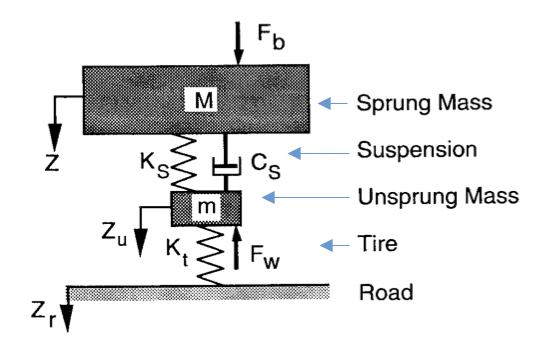 F_b
M
Sprung Mass
Z
K_S
C_S
Suspension
m
Unsprung Mass
Z_u
K_t
F_w
Tire
Z_r
Road